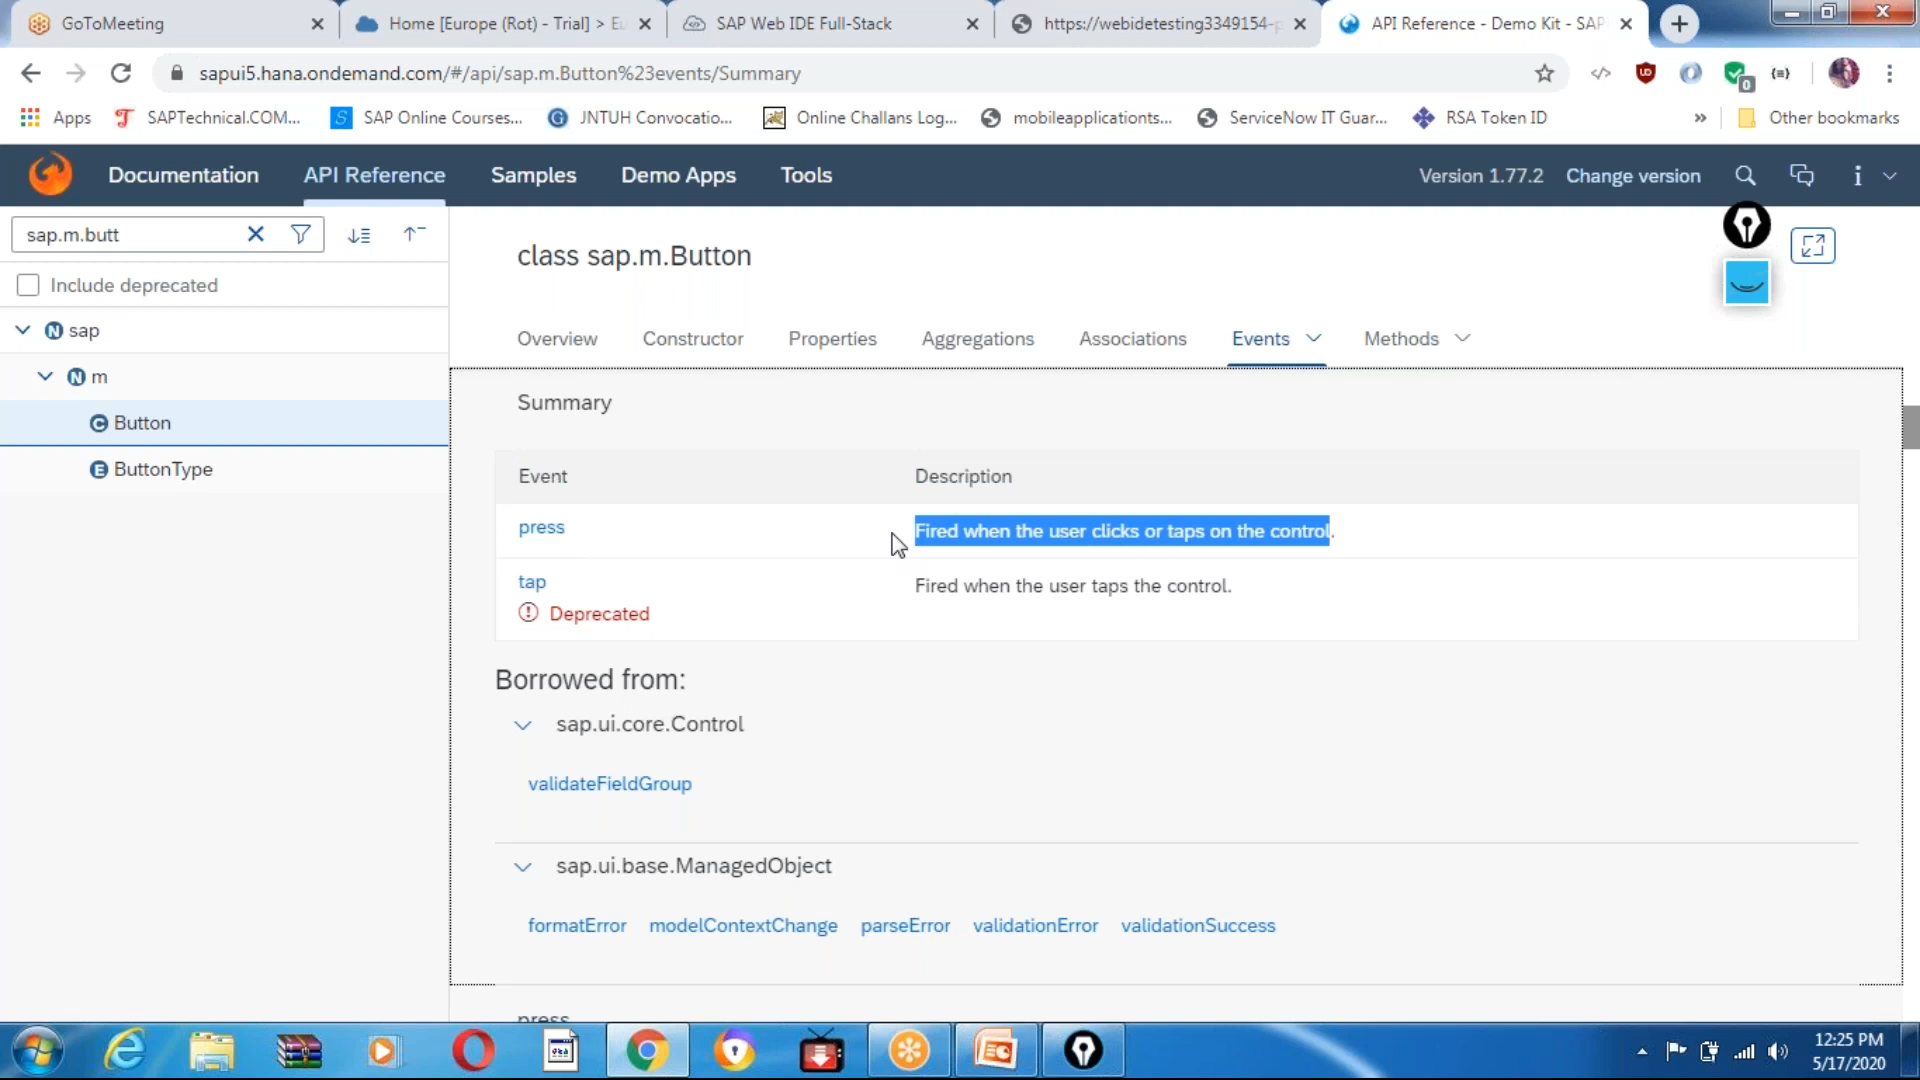 GoToMeeting
Home [Europe (Rot) - Trial] > Eu
SAP Web IDE Full-Stack
https://webidetesting3349154-p
API Reference - Demo Kit - SAP
sapui5.hana.ondemand.com/#/api/sap.m.Button%23events/Summary
Apps
SAPTechnical.COM...
SAP Online Courses...
JNTUH Convocatio...
Online Challans Log...
mobileapplicationts...
ServiceNow IT Guar...
RSA Token ID
»
Other bookmarks
Documentation
API Reference
Samples
Demo Apps
Tools
Version 1.77.2
Change version
sap.m.butt
Include deprecated
N sap
N m
C Button
E ButtonType
class sap.m.Button
Overview
Constructor
Properties
Aggregations
Associations
Events
Methods
Summary
Event Description
press Fired when the user clicks or taps on the control.
tap Fired when the user taps the control.
Deprecated
Borrowed from:
sap.ui.core.Control
validateFieldGroup
sap.ui.base.ManagedObject
formatError modelContextChange parseError validationError validationSuccess
press
12:25 PM
5/17/2020